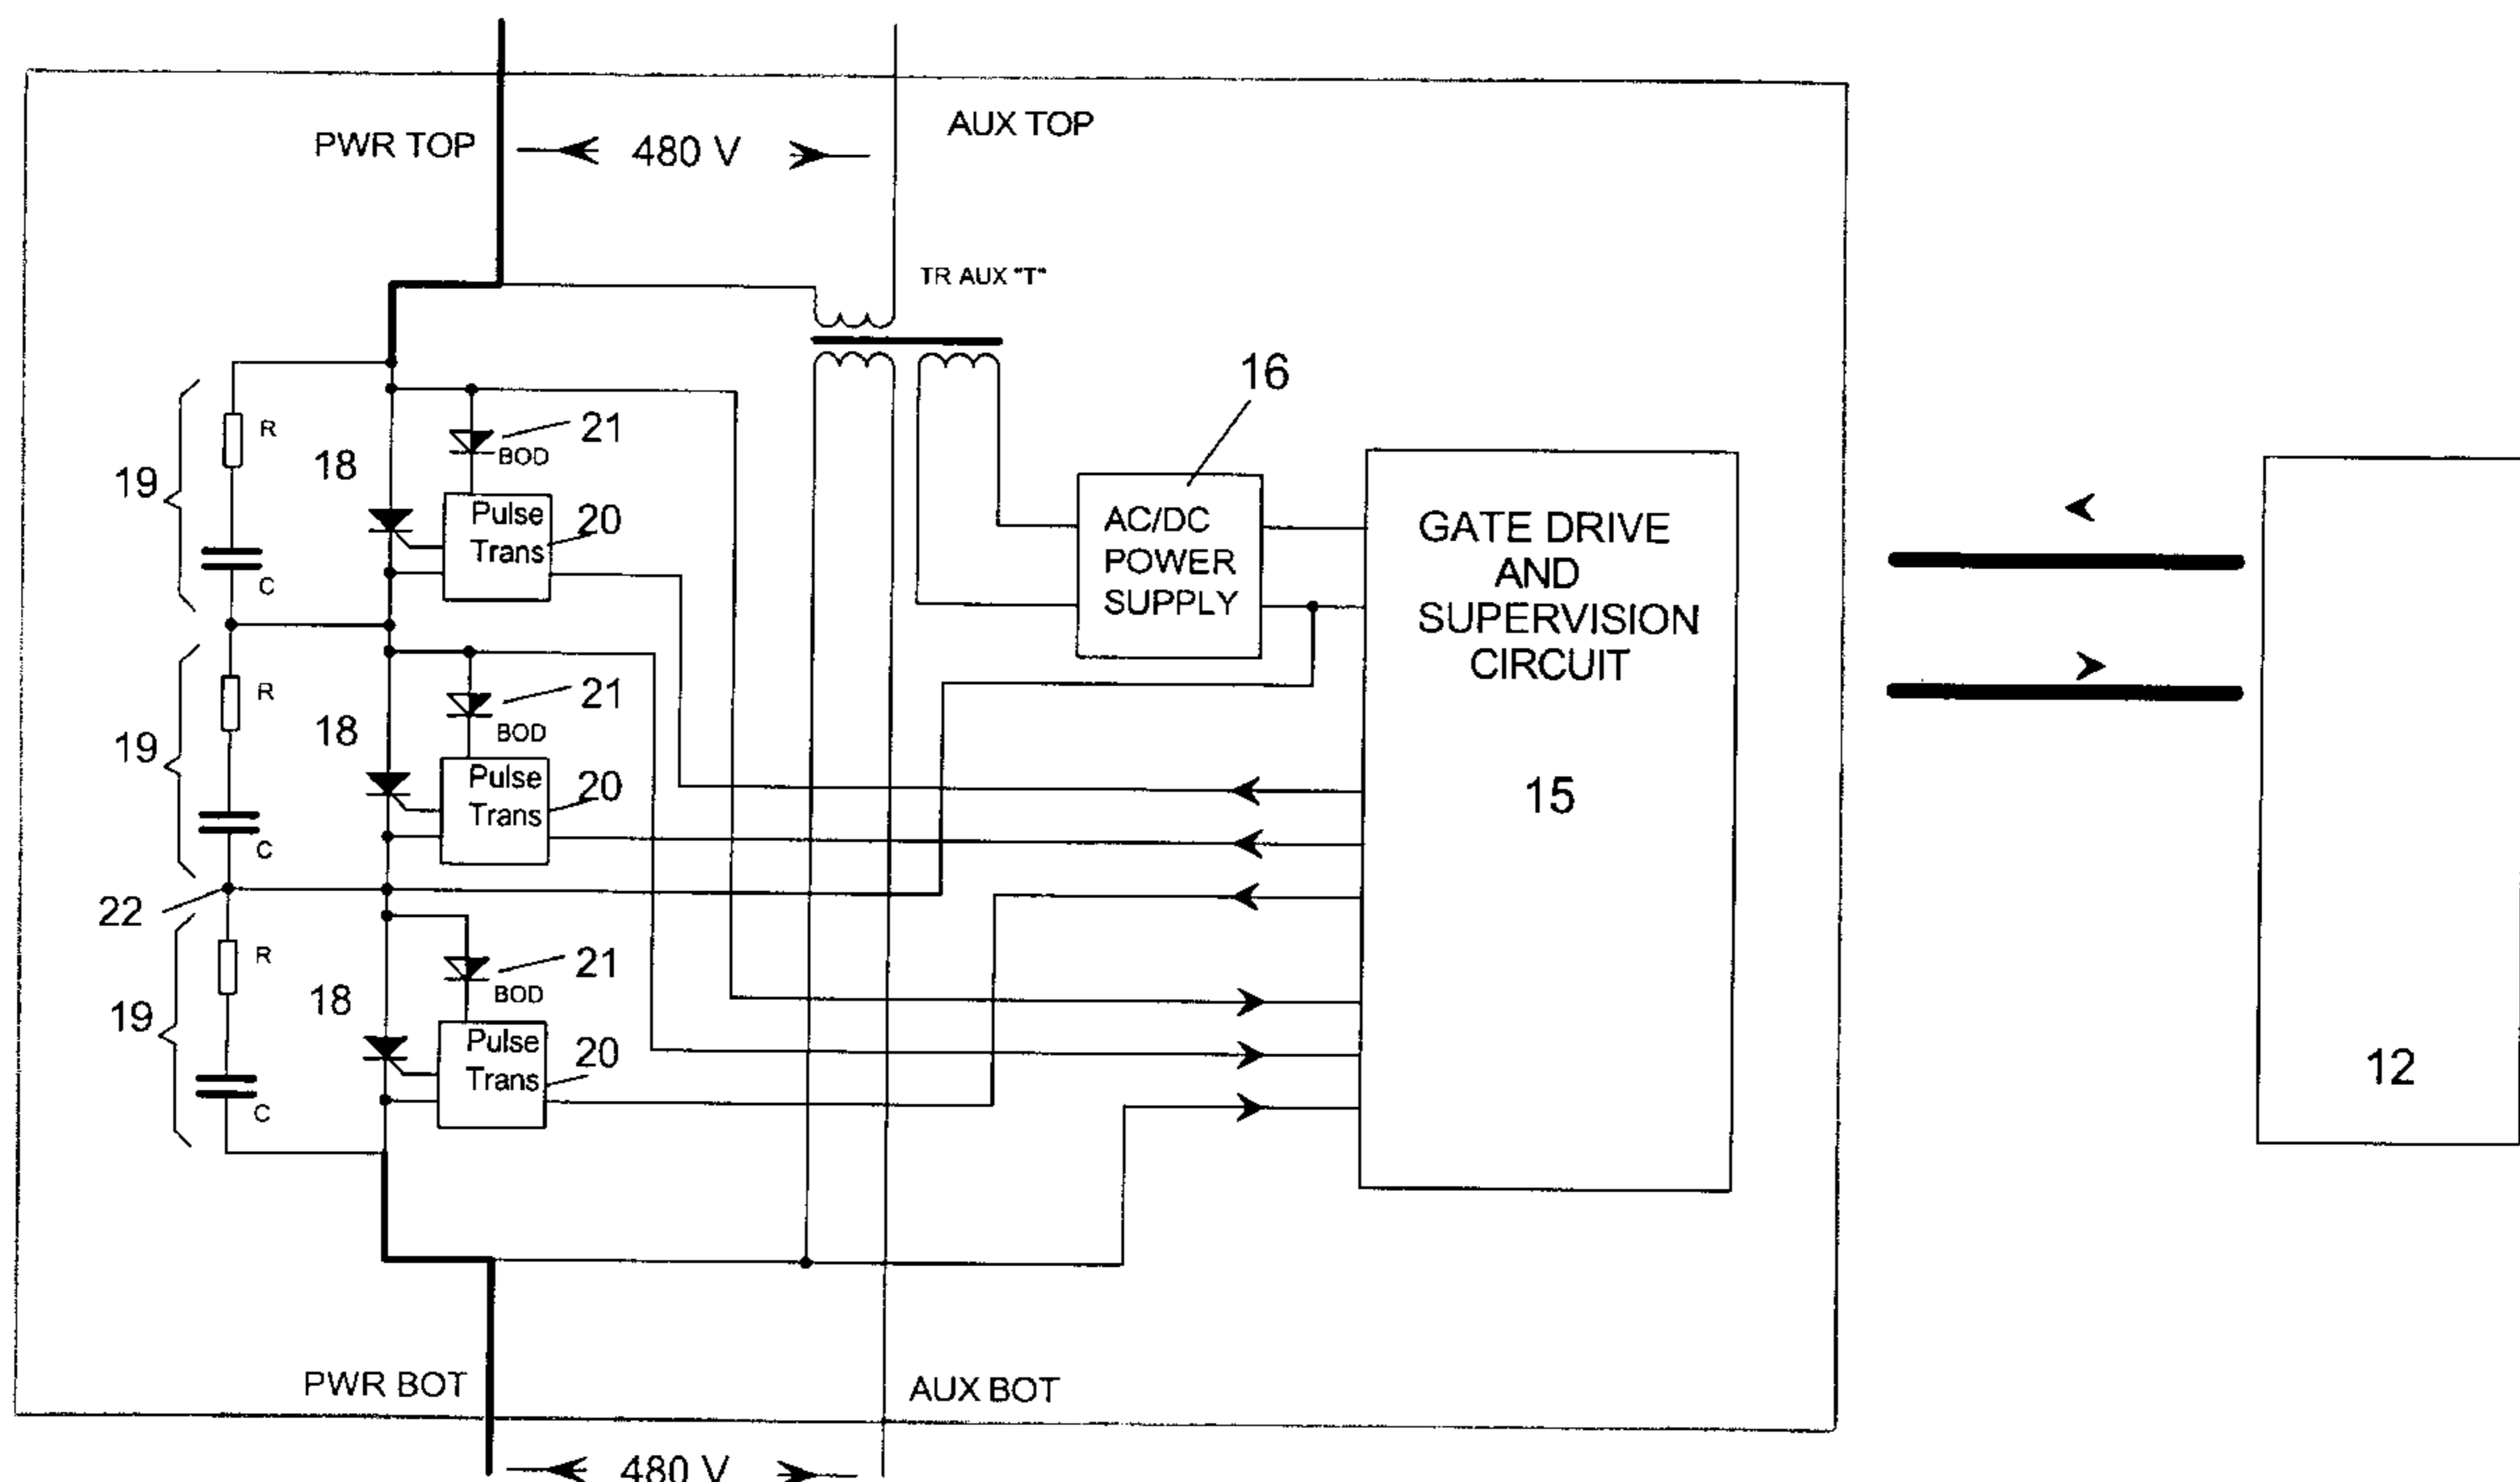 PWR TOP
480 V
AUX TOP
TR AUX "T"
16
R
21
BOD
18
19
Pulse
Trans
20
C
AC/DC
POWER
SUPPLY
GATE DRIVE
AND
SUPERVISION
CIRCUIT
15
R
21
BOD
18
19
Pulse
Trans
20
C
22
R
21
BOD
18
19
Pulse
Trans
20
C
12
PWR BOT
AUX BOT
480 V